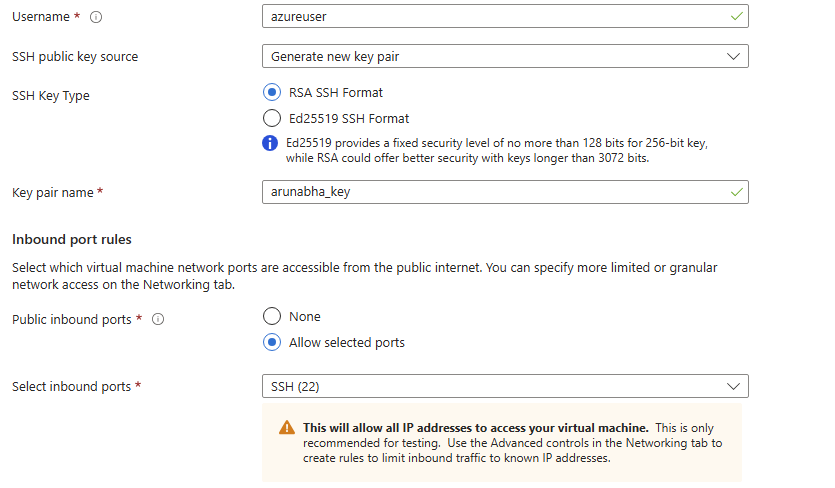 Username *
azureuser
SSH public key source
Generate new key pair
SSH Key Type
RSA SSH Format
Ed25519 SSH Format
Ed25519 provides a fixed security level of no more than 128 bits for 256-bit key,
while RSA could offer better security with keys longer than 3072 bits.
Key pair name *
arunabha_key
Inbound port rules
Select which virtual machine network ports are accessible from the public internet. You can specify more limited or granular
network access on the Networking tab.
Public inbound ports *
None
Allow selected ports
Select inbound ports *
SSH (22)
This will allow all IP addresses to access your virtual machine. This is only
recommended for testing. Use the Advanced controls in the Networking tab to
create rules to limit inbound traffic to known IP addresses.